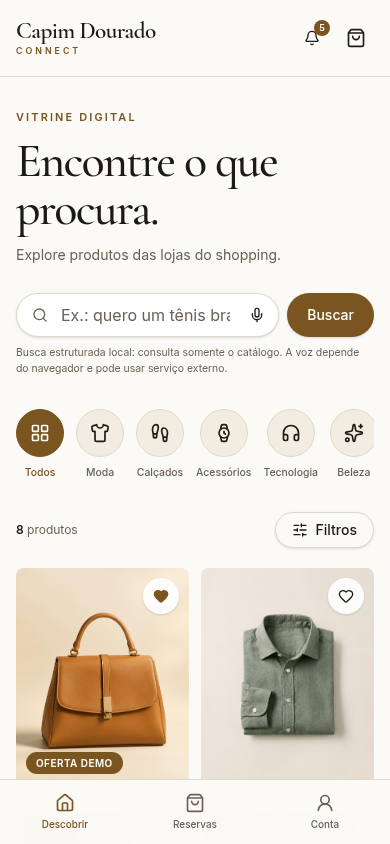 Capim Dourado
CONNECT
5
VITRINE DIGITAL
Encontre o que
procura.
Explore produtos das lojas do shopping.
Ex.: quero um tênis bra
Buscar
Busca estruturada local: consulta somente o catálogo. A voz depende
do navegador e pode usar serviço externo.
Todos
Moda
Calçados
Acessórios
Tecnologia
Beleza
8 produtos
Filtros
OFERTA DEMO
Descobrir
Reservas
Conta